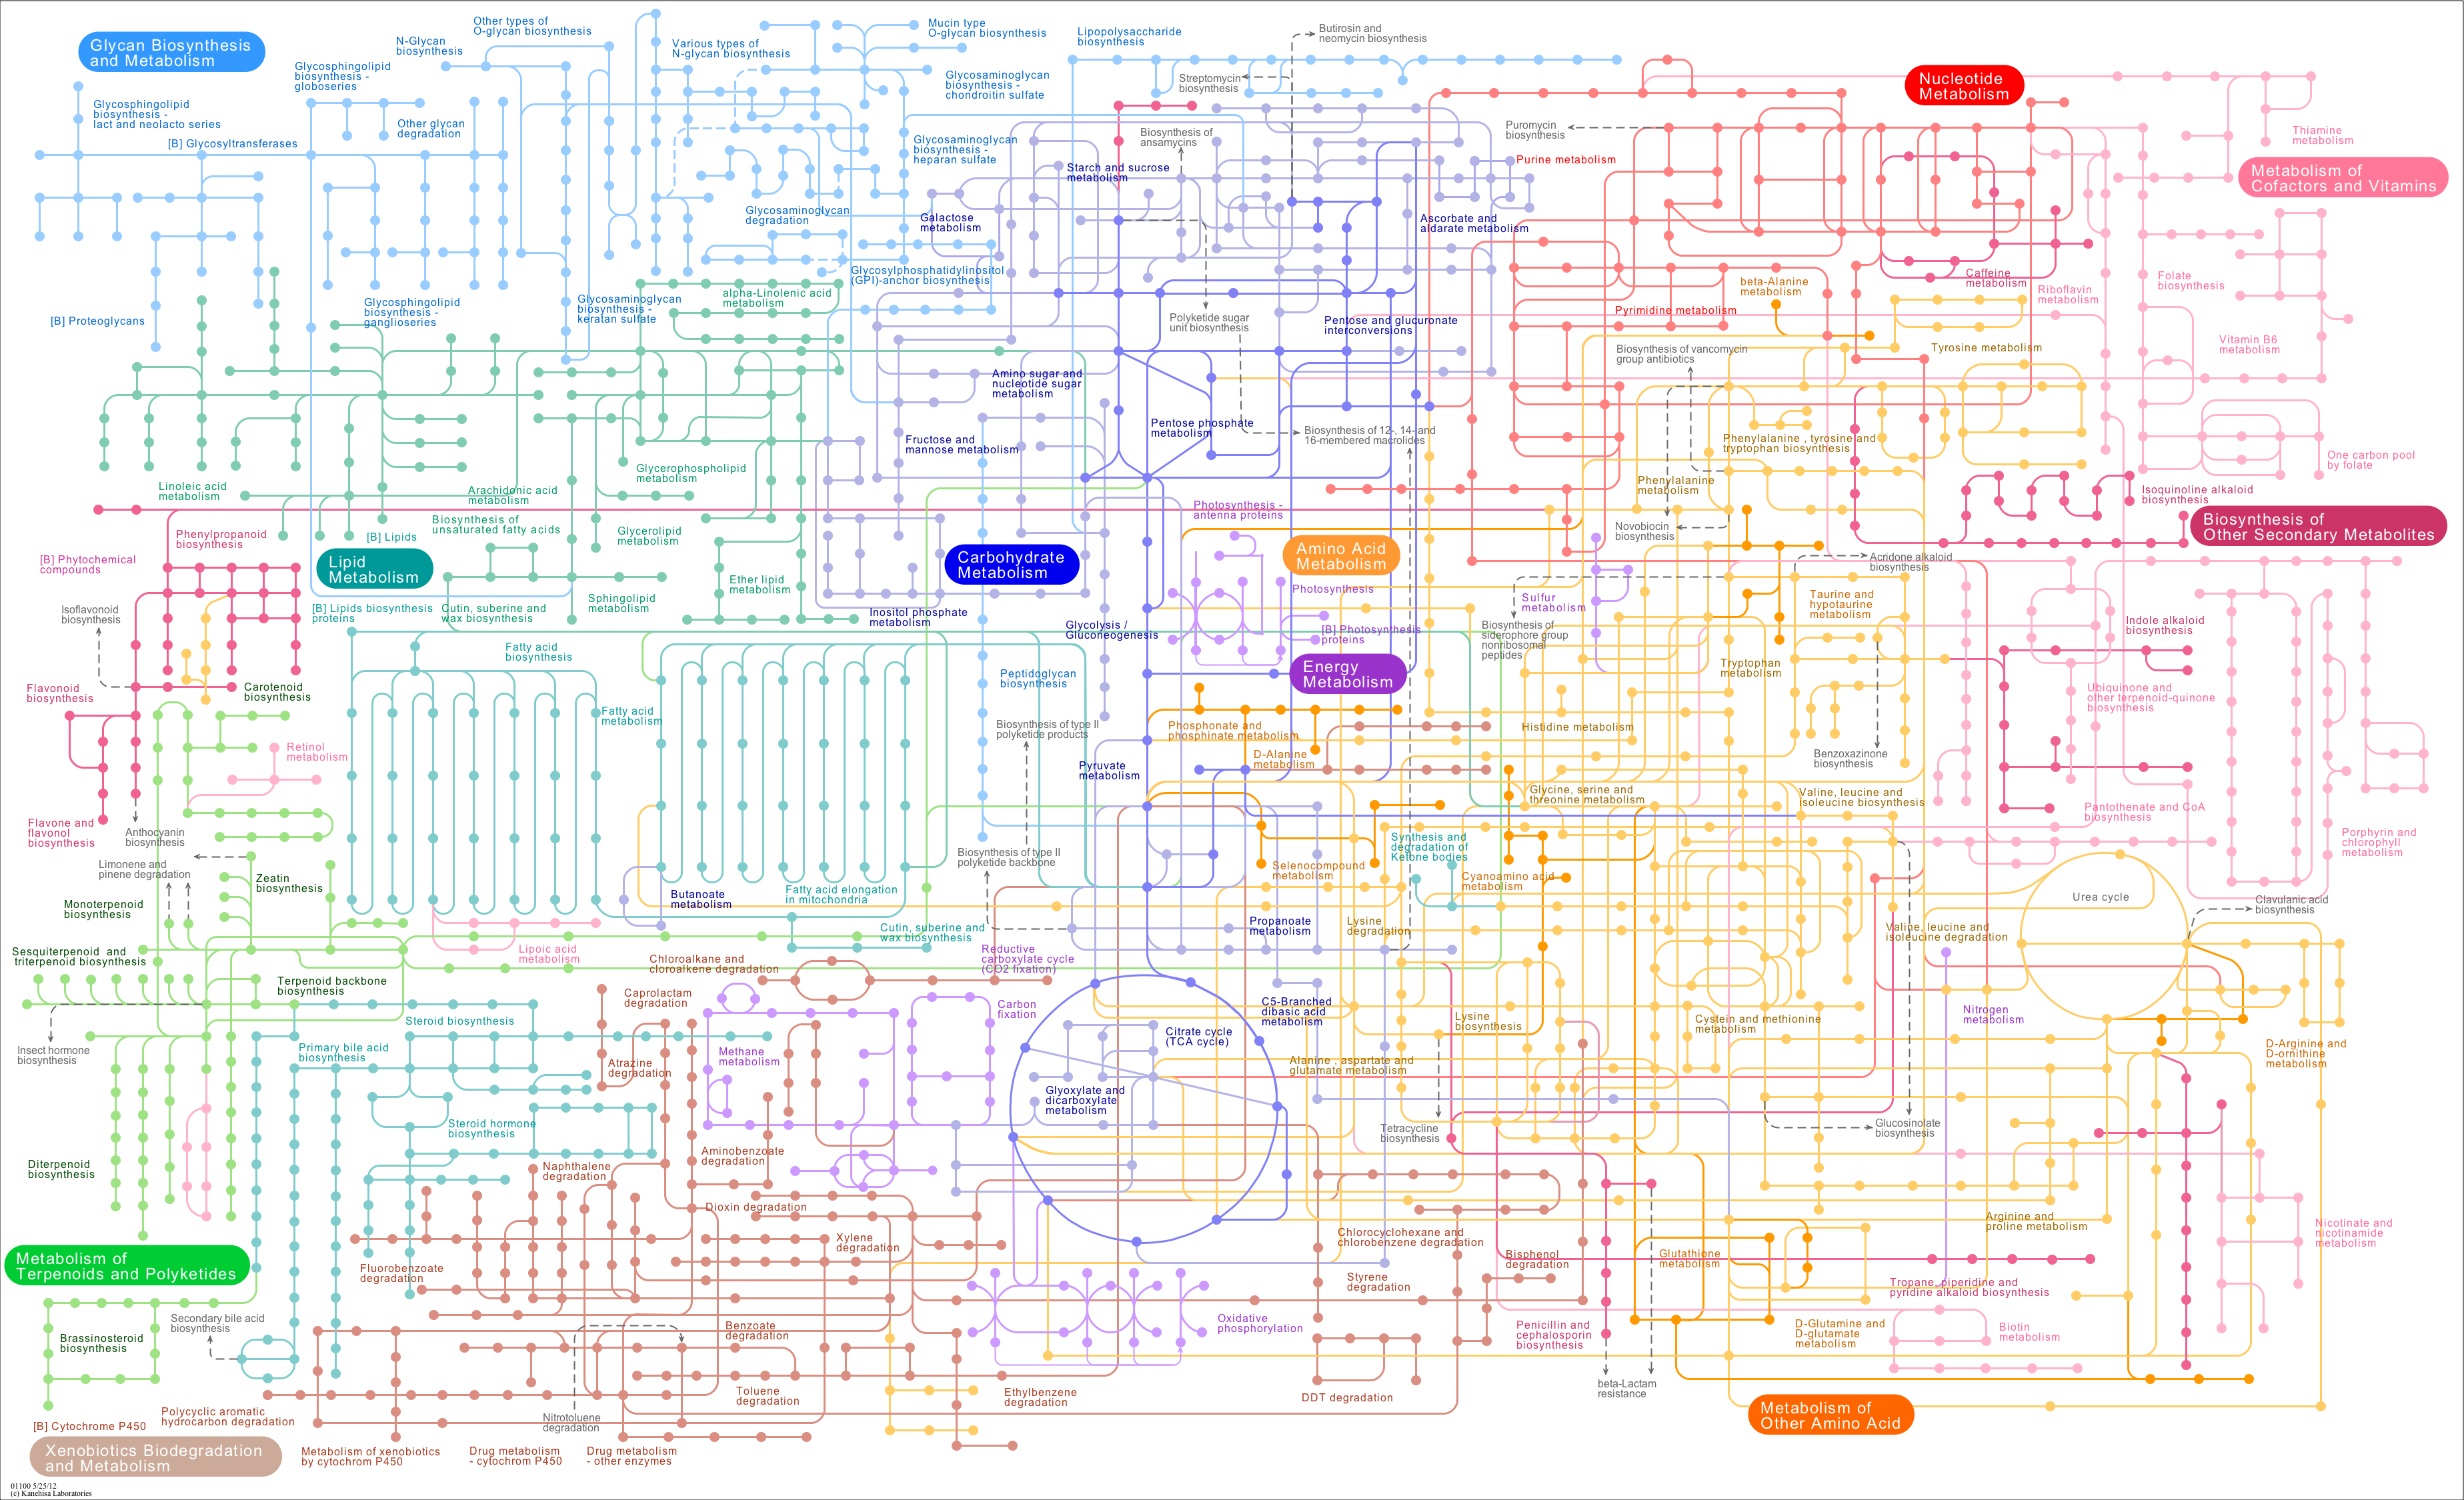 Glycan Biosynthesis
and Metabolism
Other types of
O-glycan biosynthesis
N-Glycan
biosynthesis
Various types of
N-glycan biosynthesis
Mucin type
O-glycan biosynthesis
Lipopolysaccharide
biosynthesis
Butirosin and
neomycin biosynthesis
Glycosphingolipid
biosynthesis -
globoseries
Glycosaminoglycan
biosynthesis -
chondroitin sulfate
Streptomycin
biosynthesis
Nucleotide
Metabolism
Glycosphingolipid
biosynthesis -
lact and neolacto series
Other glycan
degradation
[B] Glycosyltransferases
Glycosaminoglycan
biosynthesis -
heparan sulfate
Biosynthesis of
ansamycins
Puromycin
biosynthesis
Thiamine
metabolism
Starch and sucrose
metabolism
Purine metabolism
Metabolism of
Cofactors and Vitamins
Glycosaminoglycan
degradation
Galactose
metabolism
Ascorbate and
aldarate metabolism
Glycosylphosphatidylinositol
(GPI)-anchor biosynthesis
Caffeine
metabolism
Folate
biosynthesis
beta-Alanine
metabolism
Riboflavin
metabolism
[B] Proteoglycans
Glycosphingolipid
biosynthesis -
ganglioseries
Glycosaminoglycan
biosynthesis -
keratan sulfate
alpha-Linolenic acid
metabolism
Polyketide sugar
unit biosynthesis
Pentose and glucuronate
interconversions
Pyrimidine metabolism
Vitamin B6
metabolism
Biosynthesis of vancomycin
group antibiotics
Tyrosine metabolism
Amino sugar and
nucleotide sugar
metabolism
Pentose phosphate
metabolism
Biosynthesis of 12-, 14- and
16-membered macrolides
Fructose and
mannose metabolism
Phenylalanine , tyrosine and
tryptophan biosynthesis
One carbon pool
by folate
Glycerophospholipid
metabolism
Linoleic acid
metabolism
Arachidonic acid
metabolism
Phenylalanine
metabolism
Isoquinoline alkaloid
biosynthesis
Photosynthesis -
antenna proteins
Biosynthesis of
unsaturated fatty acids
Glycerolipid
metabolism
Novobiocin
biosynthesis
Biosynthesis of
Other Secondary Metabolites
Phenylpropanoid
biosynthesis
[B] Lipids
[B] Phytochemical
compounds
Lipid
Metabolism
Carbohydrate
Metabolism
Amino Acid
Metabolism
Acridone alkaloid
biosynthesis
Ether lipid
metabolism
Photosynthesis
Isoflavonoid
biosynthesis
[B] Lipids biosynthesis
proteins
Cutin, suberine and
wax biosynthesis
Sphingolipid
metabolism
Inositol phosphate
metabolism
Glycolysis /
Gluconeogenesis
[B] Photosynthesis
proteins
Sulfur
metabolism
Taurine and
hypotaurine
metabolism
Biosynthesis of
siderophore group
nonribosomal
peptides
Indole alkaloid
biosynthesis
Fatty acid
biosynthesis
Energy
Metabolism
Tryptophan
metabolism
Flavonoid
biosynthesis
Carotenoid
biosynthesis
Peptidoglycan
biosynthesis
Ubiquinone and
other terpenoid-quinone
biosynthesis
Fatty acid
metabolism
Biosynthesis of type II
polyketide products
Phosphonate and
phosphinate metabolism
Histidine metabolism
Retinol
metabolism
D-Alanine
metabolism
Benzoxazinone
biosynthesis
Pyruvate
metabolism
Glycine, serine and
threonine metabolism
Valine, leucine and
isoleucine biosynthesis
Pantothenate and CoA
biosynthesis
Flavone and
flavonol
biosynthesis
Anthocyanin
biosynthesis
Synthesis and
degradation of
Ketone bodies
Porphyrin and
chlorophyll
metabolism
Limonene and
pinene degradation
Biosynthesis of type II
polyketide backbone
Selenocompound
metabolism
Cyanoamino acid
metabolism
Zeatin
biosynthesis
Butanoate
metabolism
Fatty acid elongation
in mitochondria
Urea cycle
Clavulanic acid
biosynthesis
Monoterpenoid
biosynthesis
Propanoate
metabolism
Lysine
degradation
Valine, leucine and
isoleucine degradation
Cutin, suberine and
wax biosynthesis
Sesquiterpenoid and
triterpenoid biosynthesis
Lipoic acid
metabolism
Reductive
carboxylate cycle
(CO2 fixation)
Chloroalkane and
cloroalkene degradation
Terpenoid backbone
biosynthesis
Caprolactam
degradation
Carbon
fixation
C5-Branched
dibasic acid
metabolism
Lysine
biosynthesis
Cystein and methionine
metabolism
Nitrogen
metabolism
Steroid biosynthesis
Citrate cycle
(TCA cycle)
Insect hormone
biosynthesis
Primary bile acid
biosynthesis
Methane
metabolism
Atrazine
degradation
Alanine , aspartate and
glutamate metabolism
D-Arginine and
D-ornithine
metabolism
Glyoxylate and
dicarboxylate
metabolism
Steroid hormone
biosynthesis
Tetracycline
biosynthesis
Glucosinolate
biosynthesis
Diterpenoid
biosynthesis
Naphthalene
degradation
Aminobenzoate
degradation
Dioxin degradation
Arginine and
proline metabolism
Nicotinate and
nicotinamide
metabolism
Xylene
degradation
Chlorocyclohexane and
chlorobenzene degradation
Metabolism of
Terpenoids and Polyketides
Fluorobenzoate
degradation
Bisphenol
degradation
Glutathione
metabolism
Styrene
degradation
Tropane, piperidine and
pyridine alkaloid biosynthesis
Secondary bile acid
biosynthesis
Brassinosteroid
biosynthesis
Benzoate
degradation
Oxidative
phosphorylation
Penicillin and
cephalosporin
biosynthesis
D-Glutamine and
D-glutamate
metabolism
Biotin
metabolism
beta-Lactam
resistance
Toluene
degradation
Ethylbenzene
degradation
DDT degradation
Metabolism of
Other Amino Acid
[B] Cytochrome P450
Polycyclic aromatic
hydrocarbon degradation
Nitrotoluene
degradation
Xenobiotics Biodegradation
and Metabolism
Metabolism of xenobiotics
by cytochrom P450
Drug metabolism
- cytochrom P450
Drug metabolism
- other enzymes
01100 5/25/12
(c) Kanehisa Laboratories